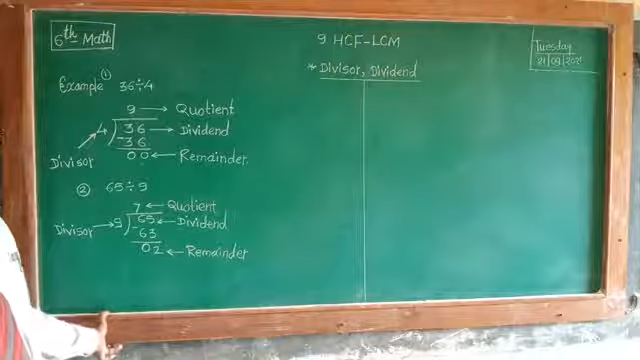 6th Math
9. HCF-LCM
Tuesday
21|09|2021
* Divisor, Dividend
Example ① 36÷4
9 → Quotient
4 ) 36 → Dividend
-36
00 ← Remainder
Divisor
② 65÷9
7 ← Quotient
Divisor → 9 ) 65 ← Dividend
-63
02 ← Remainder